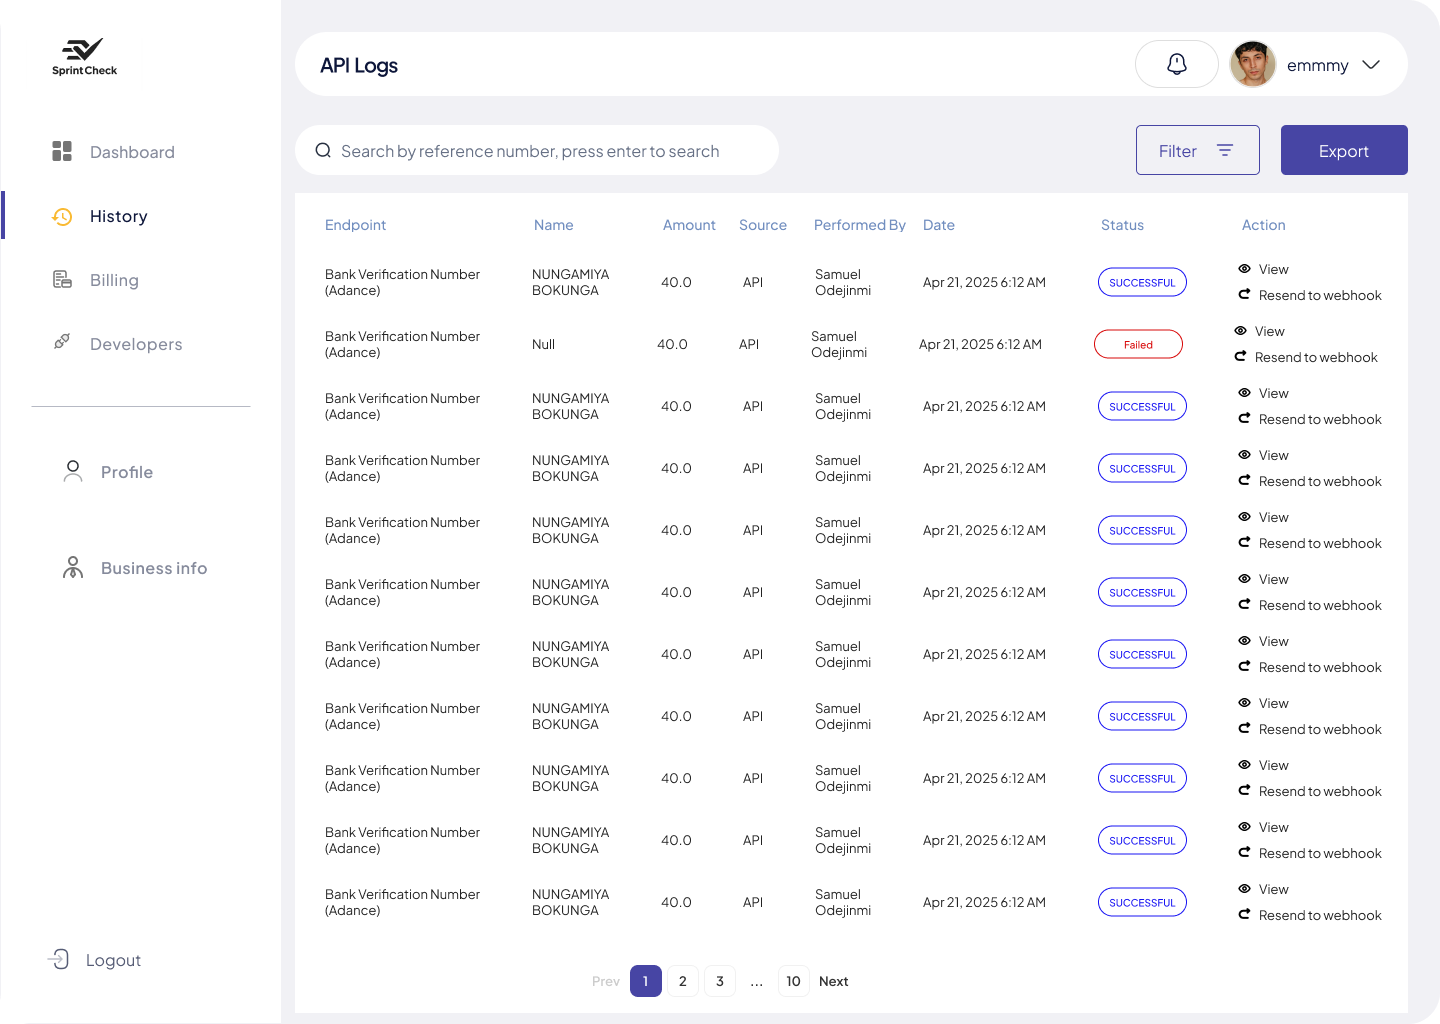 SprintCheck
API Logs
emmmy
Dashboard
History
Billing
Developers
Profile
Business info
Logout
Search by reference number, press enter to search
Filter
Export
Endpoint Name Amount Source Performed By Date Status Action
Bank Verification Number NUNGAMIYA Samuel View
(Adance) BOKUNGA 40.0 API Odejinmi Apr 21, 2025 6:12 AM SUCCESSFUL Resend to webhook
Bank Verification Number Samuel View
(Adance) Null 40.0 API Odejinmi Apr 21, 2025 6:12 AM Failed Resend to webhook
Bank Verification Number NUNGAMIYA Samuel View
(Adance) BOKUNGA 40.0 API Odejinmi Apr 21, 2025 6:12 AM SUCCESSFUL Resend to webhook
Bank Verification Number NUNGAMIYA Samuel View
(Adance) BOKUNGA 40.0 API Odejinmi Apr 21, 2025 6:12 AM SUCCESSFUL Resend to webhook
Bank Verification Number NUNGAMIYA Samuel View
(Adance) BOKUNGA 40.0 API Odejinmi Apr 21, 2025 6:12 AM SUCCESSFUL Resend to webhook
Bank Verification Number NUNGAMIYA Samuel View
(Adance) BOKUNGA 40.0 API Odejinmi Apr 21, 2025 6:12 AM SUCCESSFUL Resend to webhook
Bank Verification Number NUNGAMIYA Samuel View
(Adance) BOKUNGA 40.0 API Odejinmi Apr 21, 2025 6:12 AM SUCCESSFUL Resend to webhook
Bank Verification Number NUNGAMIYA Samuel View
(Adance) BOKUNGA 40.0 API Odejinmi Apr 21, 2025 6:12 AM SUCCESSFUL Resend to webhook
Bank Verification Number NUNGAMIYA Samuel View
(Adance) BOKUNGA 40.0 API Odejinmi Apr 21, 2025 6:12 AM SUCCESSFUL Resend to webhook
Bank Verification Number NUNGAMIYA Samuel View
(Adance) BOKUNGA 40.0 API Odejinmi Apr 21, 2025 6:12 AM SUCCESSFUL Resend to webhook
Bank Verification Number NUNGAMIYA Samuel View
(Adance) BOKUNGA 40.0 API Odejinmi Apr 21, 2025 6:12 AM SUCCESSFUL Resend to webhook
Prev 1 2 3 ... 10 Next